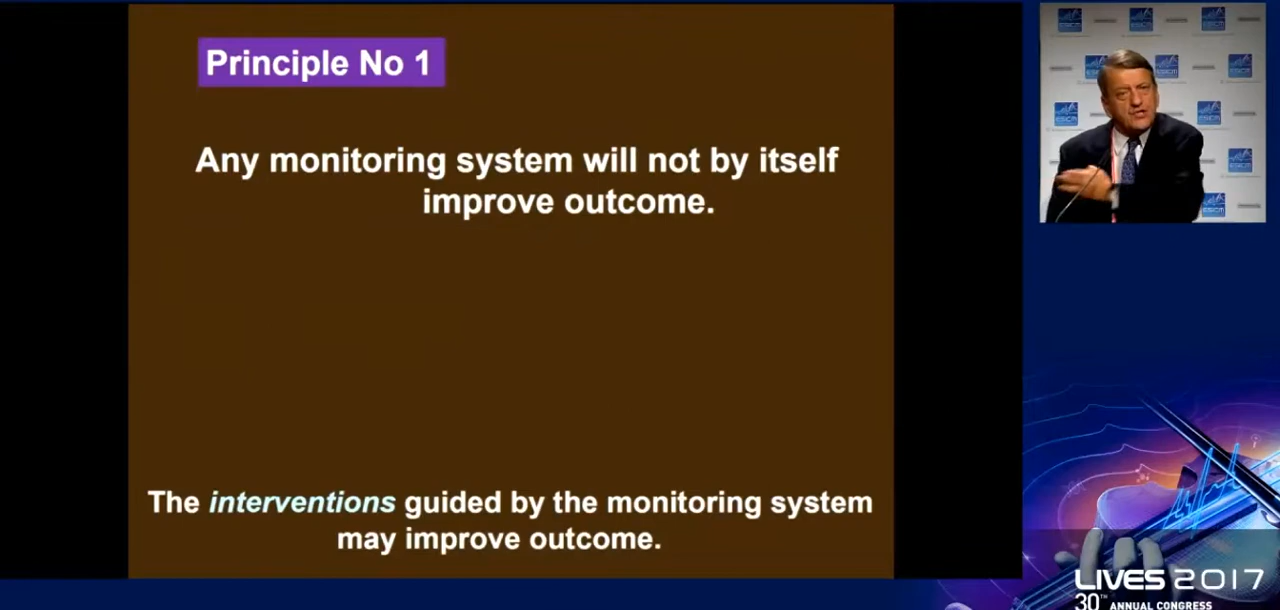 Principle No 1
Any monitoring system will not by itself
improve outcome.
The interventions guided by the monitoring system
may improve outcome.
ESICM
LIVES 2017
30TH ANNUAL CONGRESS